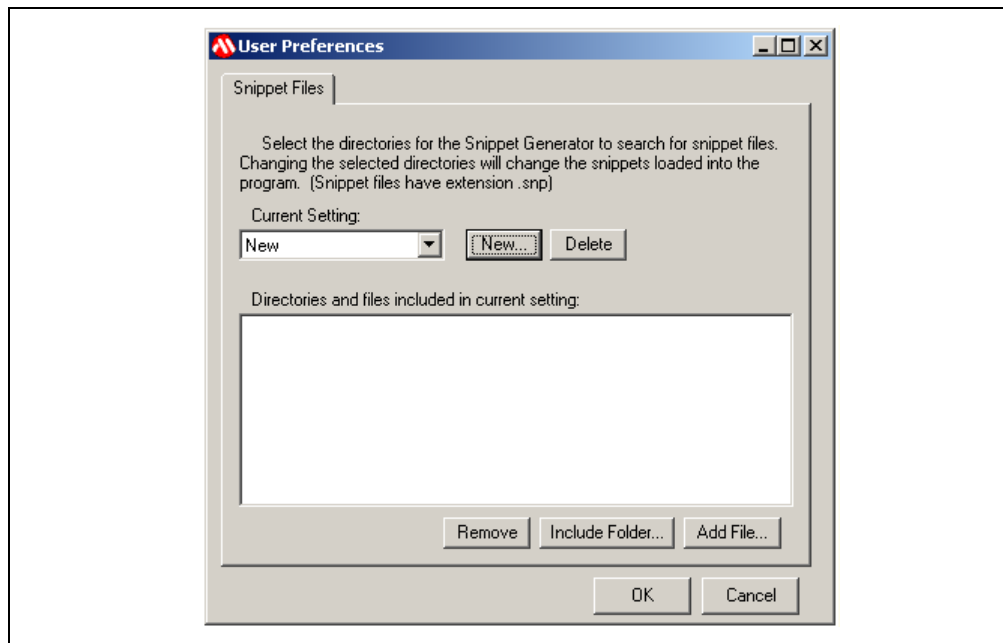 User Preferences
Snippet Files
Select the directories for the Snippet Generator to search for snippet files.
Changing the selected directories will change the snippets loaded into the
program. (Snippet files have extension .snp)
Current Setting:
New New... Delete
Directories and files included in current setting:
Remove Include Folder... Add File...
OK Cancel